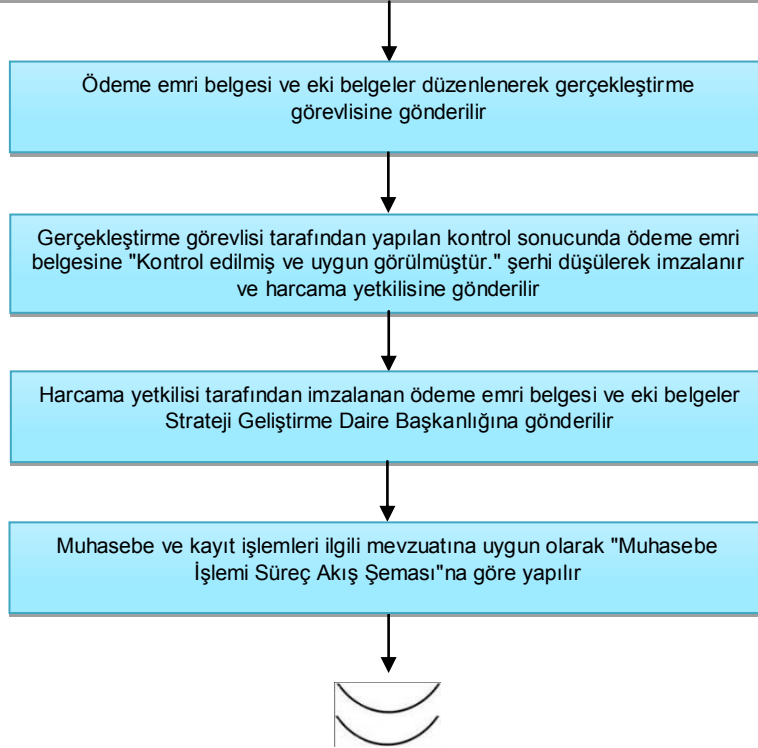 Ödeme emri belgesi ve eki belgeler düzenlenerek gerçekleştirme
görevlisine gönderilir
Gerçekleştirme görevlisi tarafından yapılan kontrol sonucunda ödeme emri
belgesine "Kontrol edilmiş ve uygun görülmüştür." şerhi düşülerek imzalanır
ve harcama yetkilisine gönderilir
Harcama yetkilisi tarafından imzalanan ödeme emri belgesi ve eki belgeler
Strateji Geliştirme Daire Başkanlığına gönderilir
Muhasebe ve kayıt işlemleri ilgili mevzuatına uygun olarak "Muhasebe
İşlemi Süreç Akış Şeması"na göre yapılır